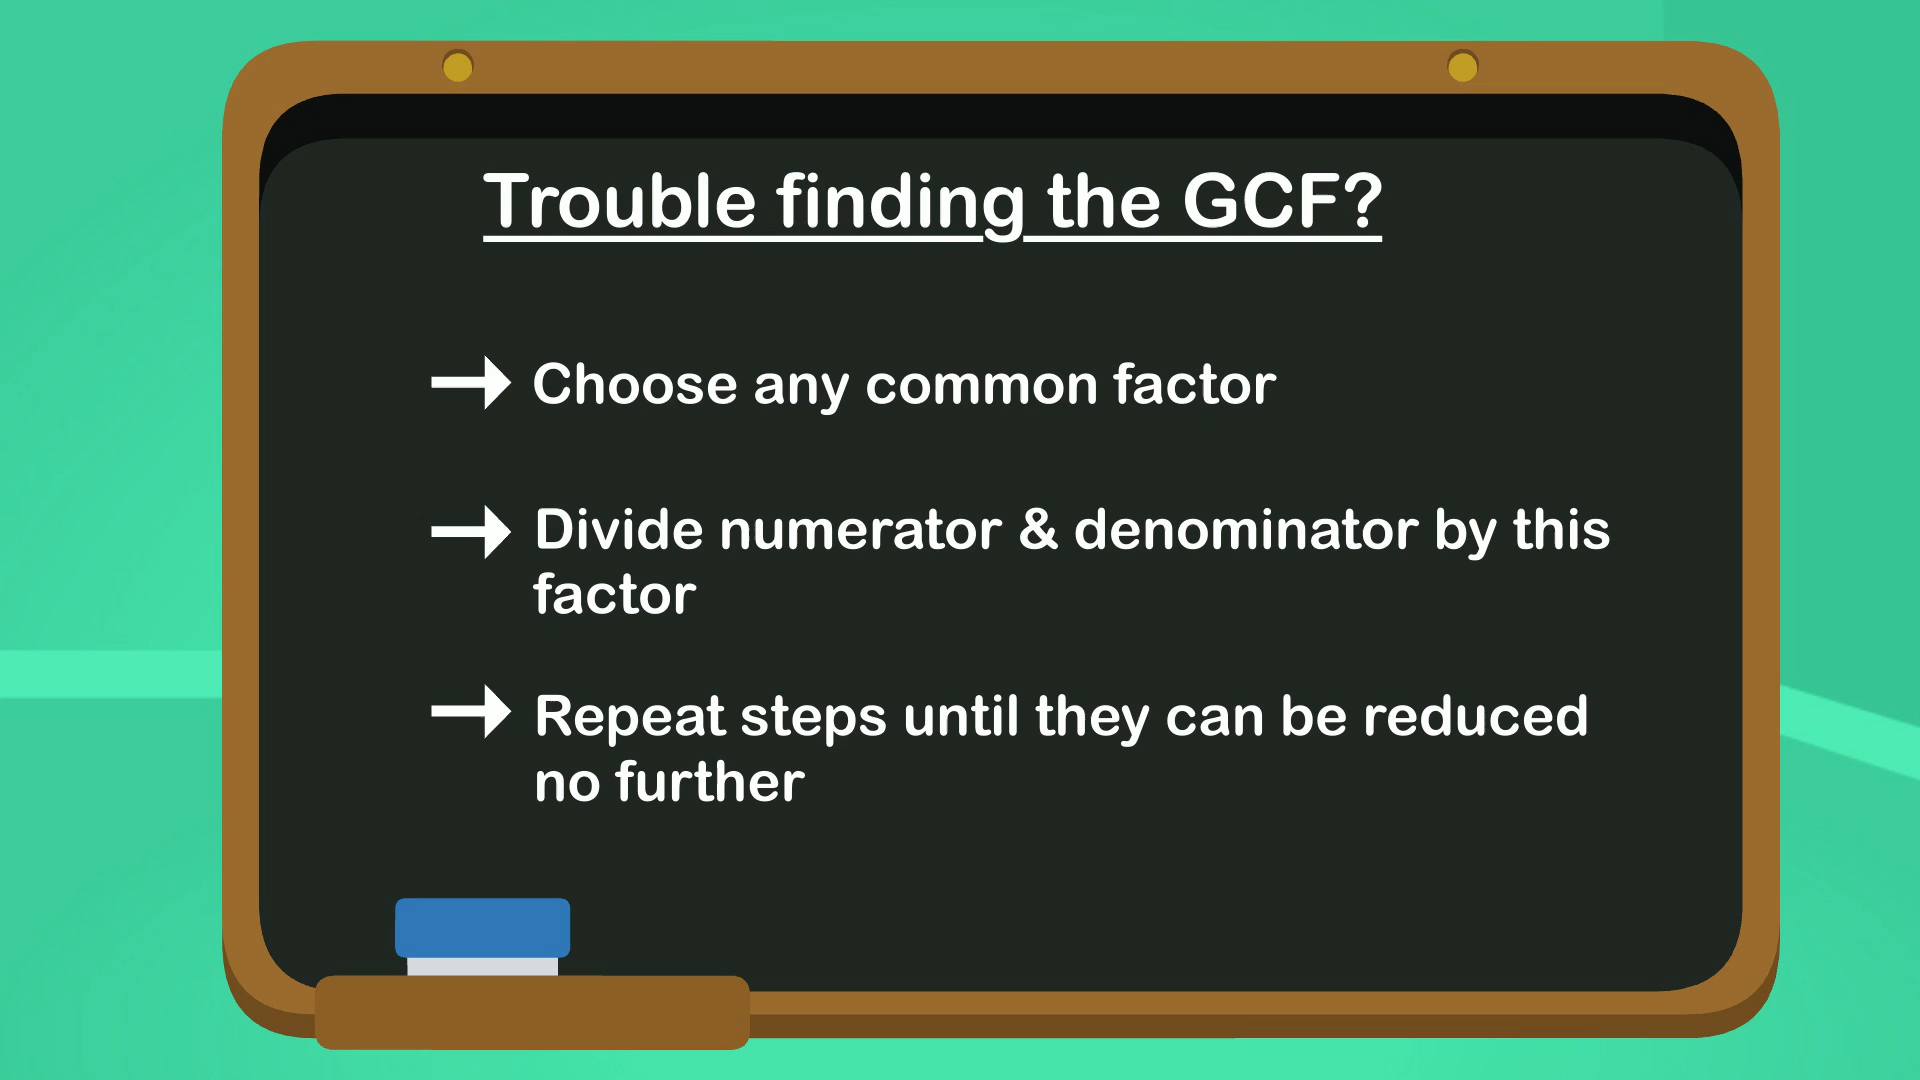 Trouble finding the GCF?
Choose any common factor
Divide numerator & denominator by this
factor
Repeat steps until they can be reduced
no further